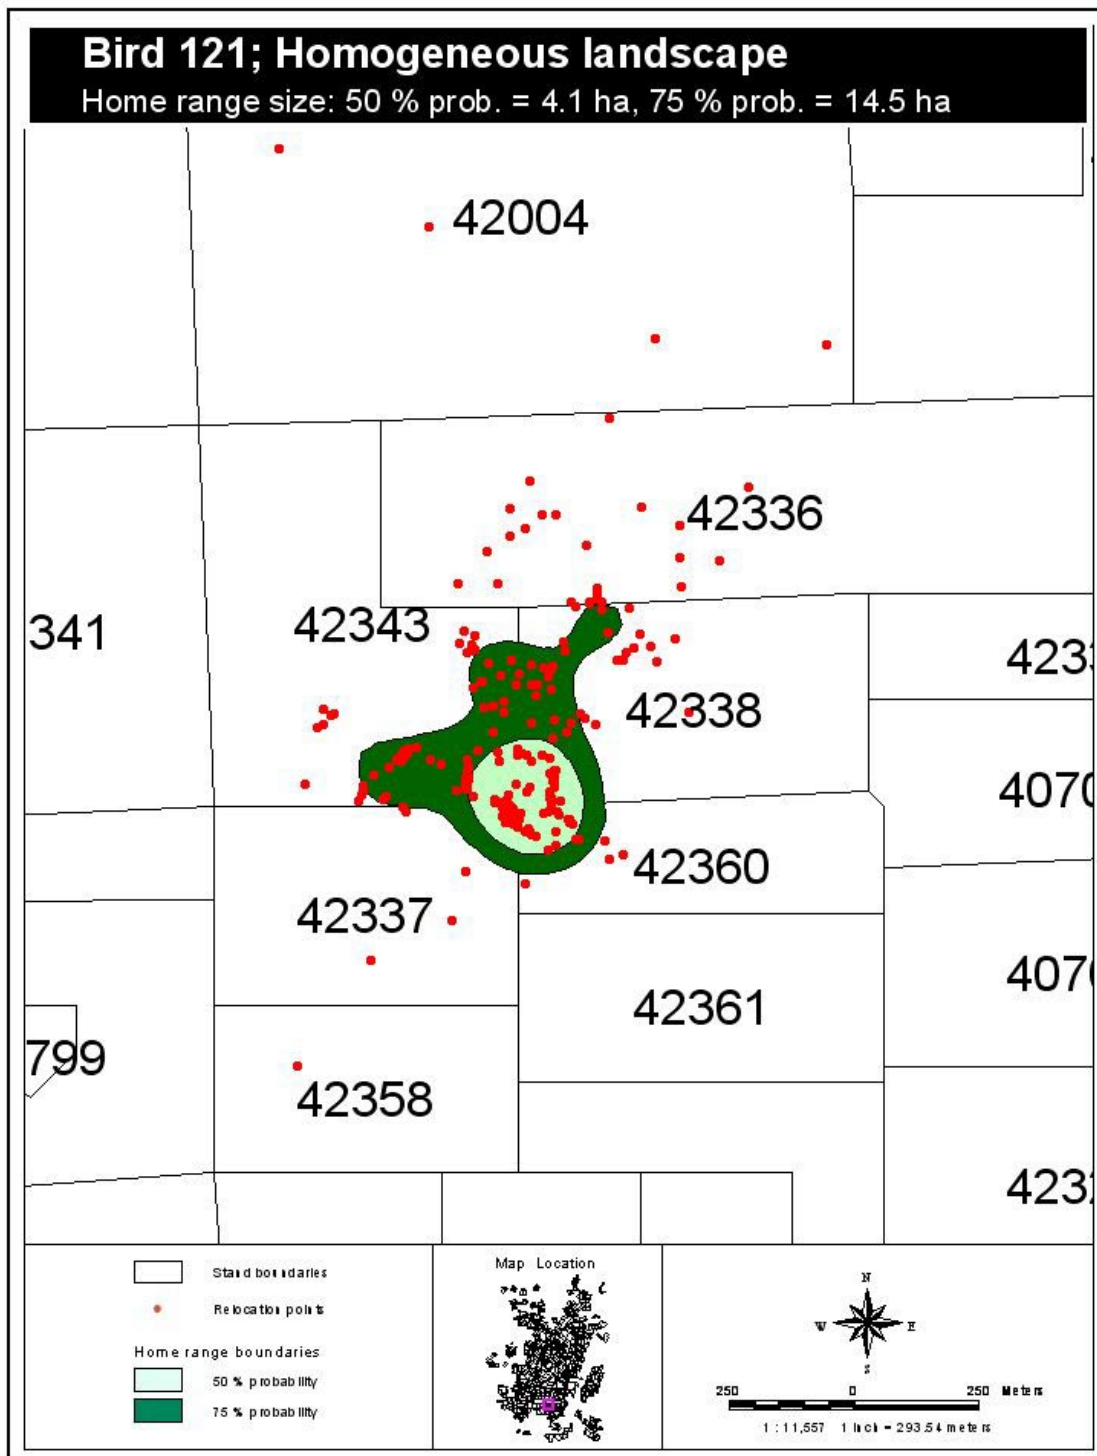 Bird 121; Homogeneous landscape
Home range size: 50 % prob. = 4.1 ha, 75 % prob. = 14.5 ha
42004
42336
341
42343
42338
4070
42360
42337
42361
799
42358
Stand boundaries
Relocation points
Home range boundaries
50 % probability
75 % probability
Map Location
N
W E
S
250 0 250 Meters
1 : 11,557 1 Inch = 293.54 meters